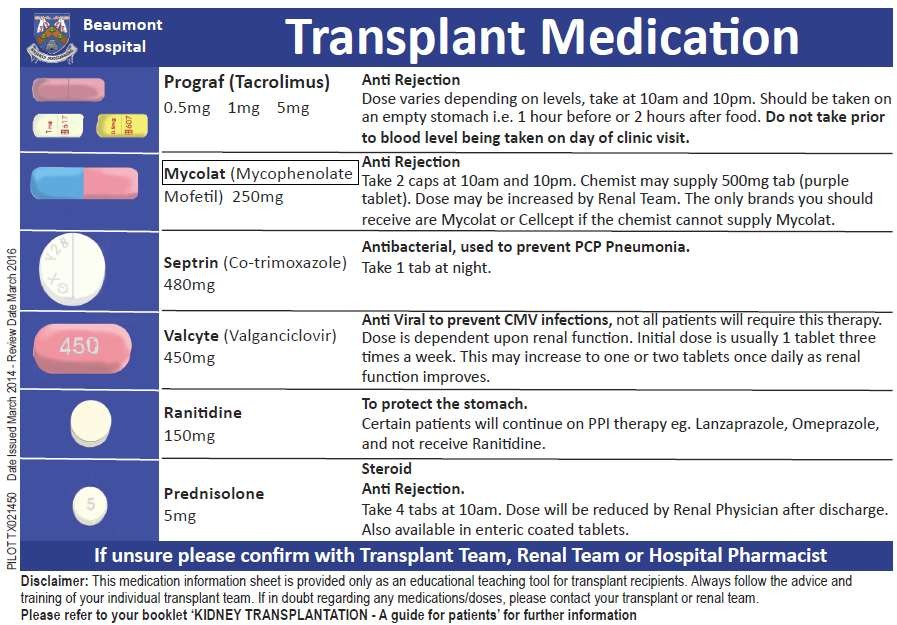 Beaumont
Hospital
Transplant Medication
Prograf (Tacrolimus)
0.5mg 1mg 5mg
Anti Rejection
Dose varies depending on levels, take at 10am and 10pm. Should be taken on
an empty stomach i.e. 1 hour before or 2 hours after food. Do not take prior
to blood level being taken on day of clinic visit.
1mg
617
607
Mycolat (Mycophenolate
Mofetil) 250mg
Anti Rejection
Take 2 caps at 10am and 10pm. Chemist may supply 500mg tab (purple
tablet). Dose may be increased by Renal Team. The only brands you should
receive are Mycolat or Cellcept if the chemist cannot supply Mycolat.
Septrin (Co-trimoxazole)
480mg
Antibacterial, used to prevent PCP Pneumonia.
Take 1 tab at night.
450
Valcyte (Valganciclovir)
450mg
Anti Viral to prevent CMV infections, not all patients will require this therapy.
Dose is dependent upon renal function. Initial dose is usually 1 tablet three
times a week. This may increase to one or two tablets once daily as renal
function improves.
Ranitidine
150mg
To protect the stomach.
Certain patients will continue on PPI therapy eg. Lanzaprazole, Omeprazole,
and not receive Ranitidine.
5
Prednisolone
5mg
Steroid
Anti Rejection.
Take 4 tabs at 10am. Dose will be reduced by Renal Physician after discharge.
Also available in enteric coated tablets.
PILOT TX021450 Date Issued March 2014 - Review Date March 2016
If unsure please confirm with Transplant Team, Renal Team or Hospital Pharmacist
Disclaimer: This medication information sheet is provided only as an educational teaching tool for transplant recipients. Always follow the advice and
training of your individual transplant team. If in doubt regarding any medications/doses, please contact your transplant or renal team.
Please refer to your booklet ‘KIDNEY TRANSPLANTATION - A guide for patients’ for further information